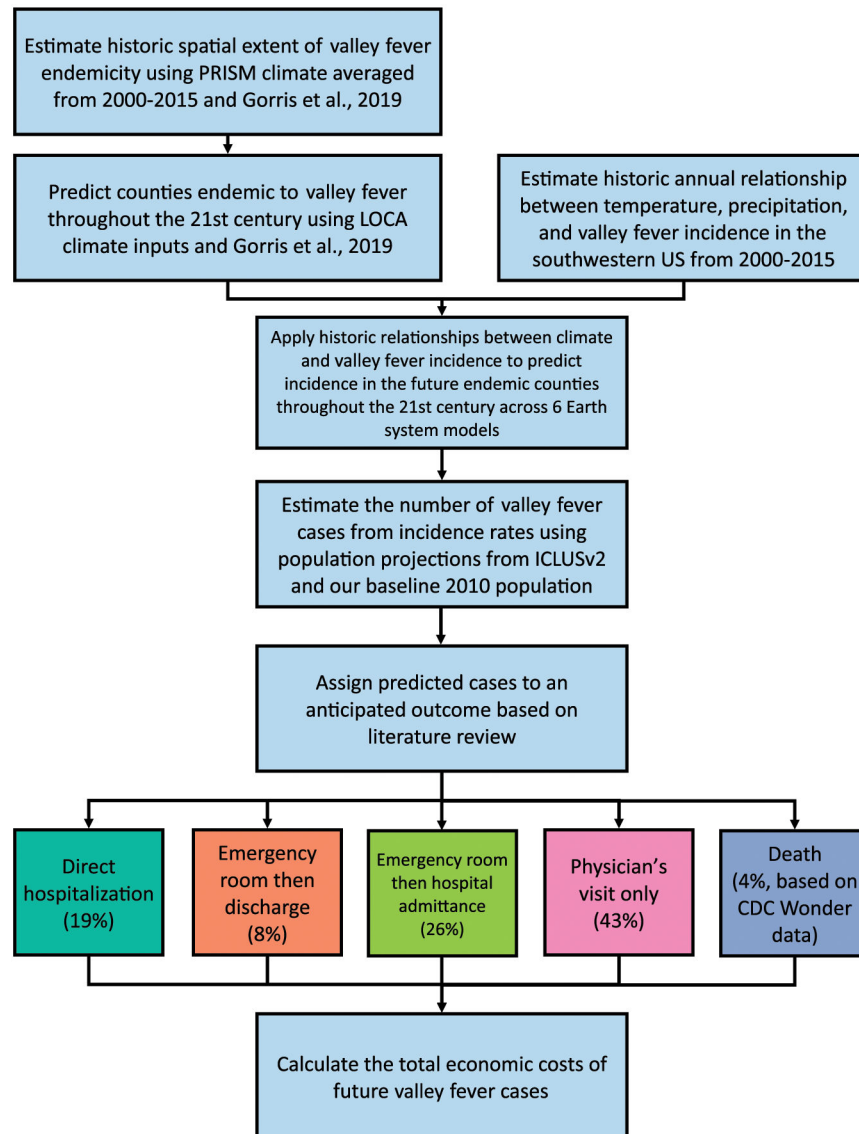 Estimate historic spatial extent of valley fever
endemicity using PRISM climate averaged
from 2000-2015 and Gorris et al., 2019
Predict counties endemic to valley fever
throughout the 21st century using LOCA
climate inputs and Gorris et al., 2019
Estimate historic annual relationship
between temperature, precipitation,
and valley fever incidence in the
southwestern US from 2000-2015
Apply historic relationships between climate
and valley fever incidence to predict
incidence in the future endemic counties
throughout the 21st century across 6 Earth
system models
Estimate the number of valley fever
cases from incidence rates using
population projections from ICLUSv2
and our baseline 2010 population
Assign predicted cases to an
anticipated outcome based on
literature review
Direct
hospitalization
(19%)
Emergency
room then
discharge
(8%)
Emergency room
then hospital
admittance
(26%)
Physician’s
visit only
(43%)
Death
(4%, based on
CDC Wonder
data)
Calculate the total economic costs of
future valley fever cases